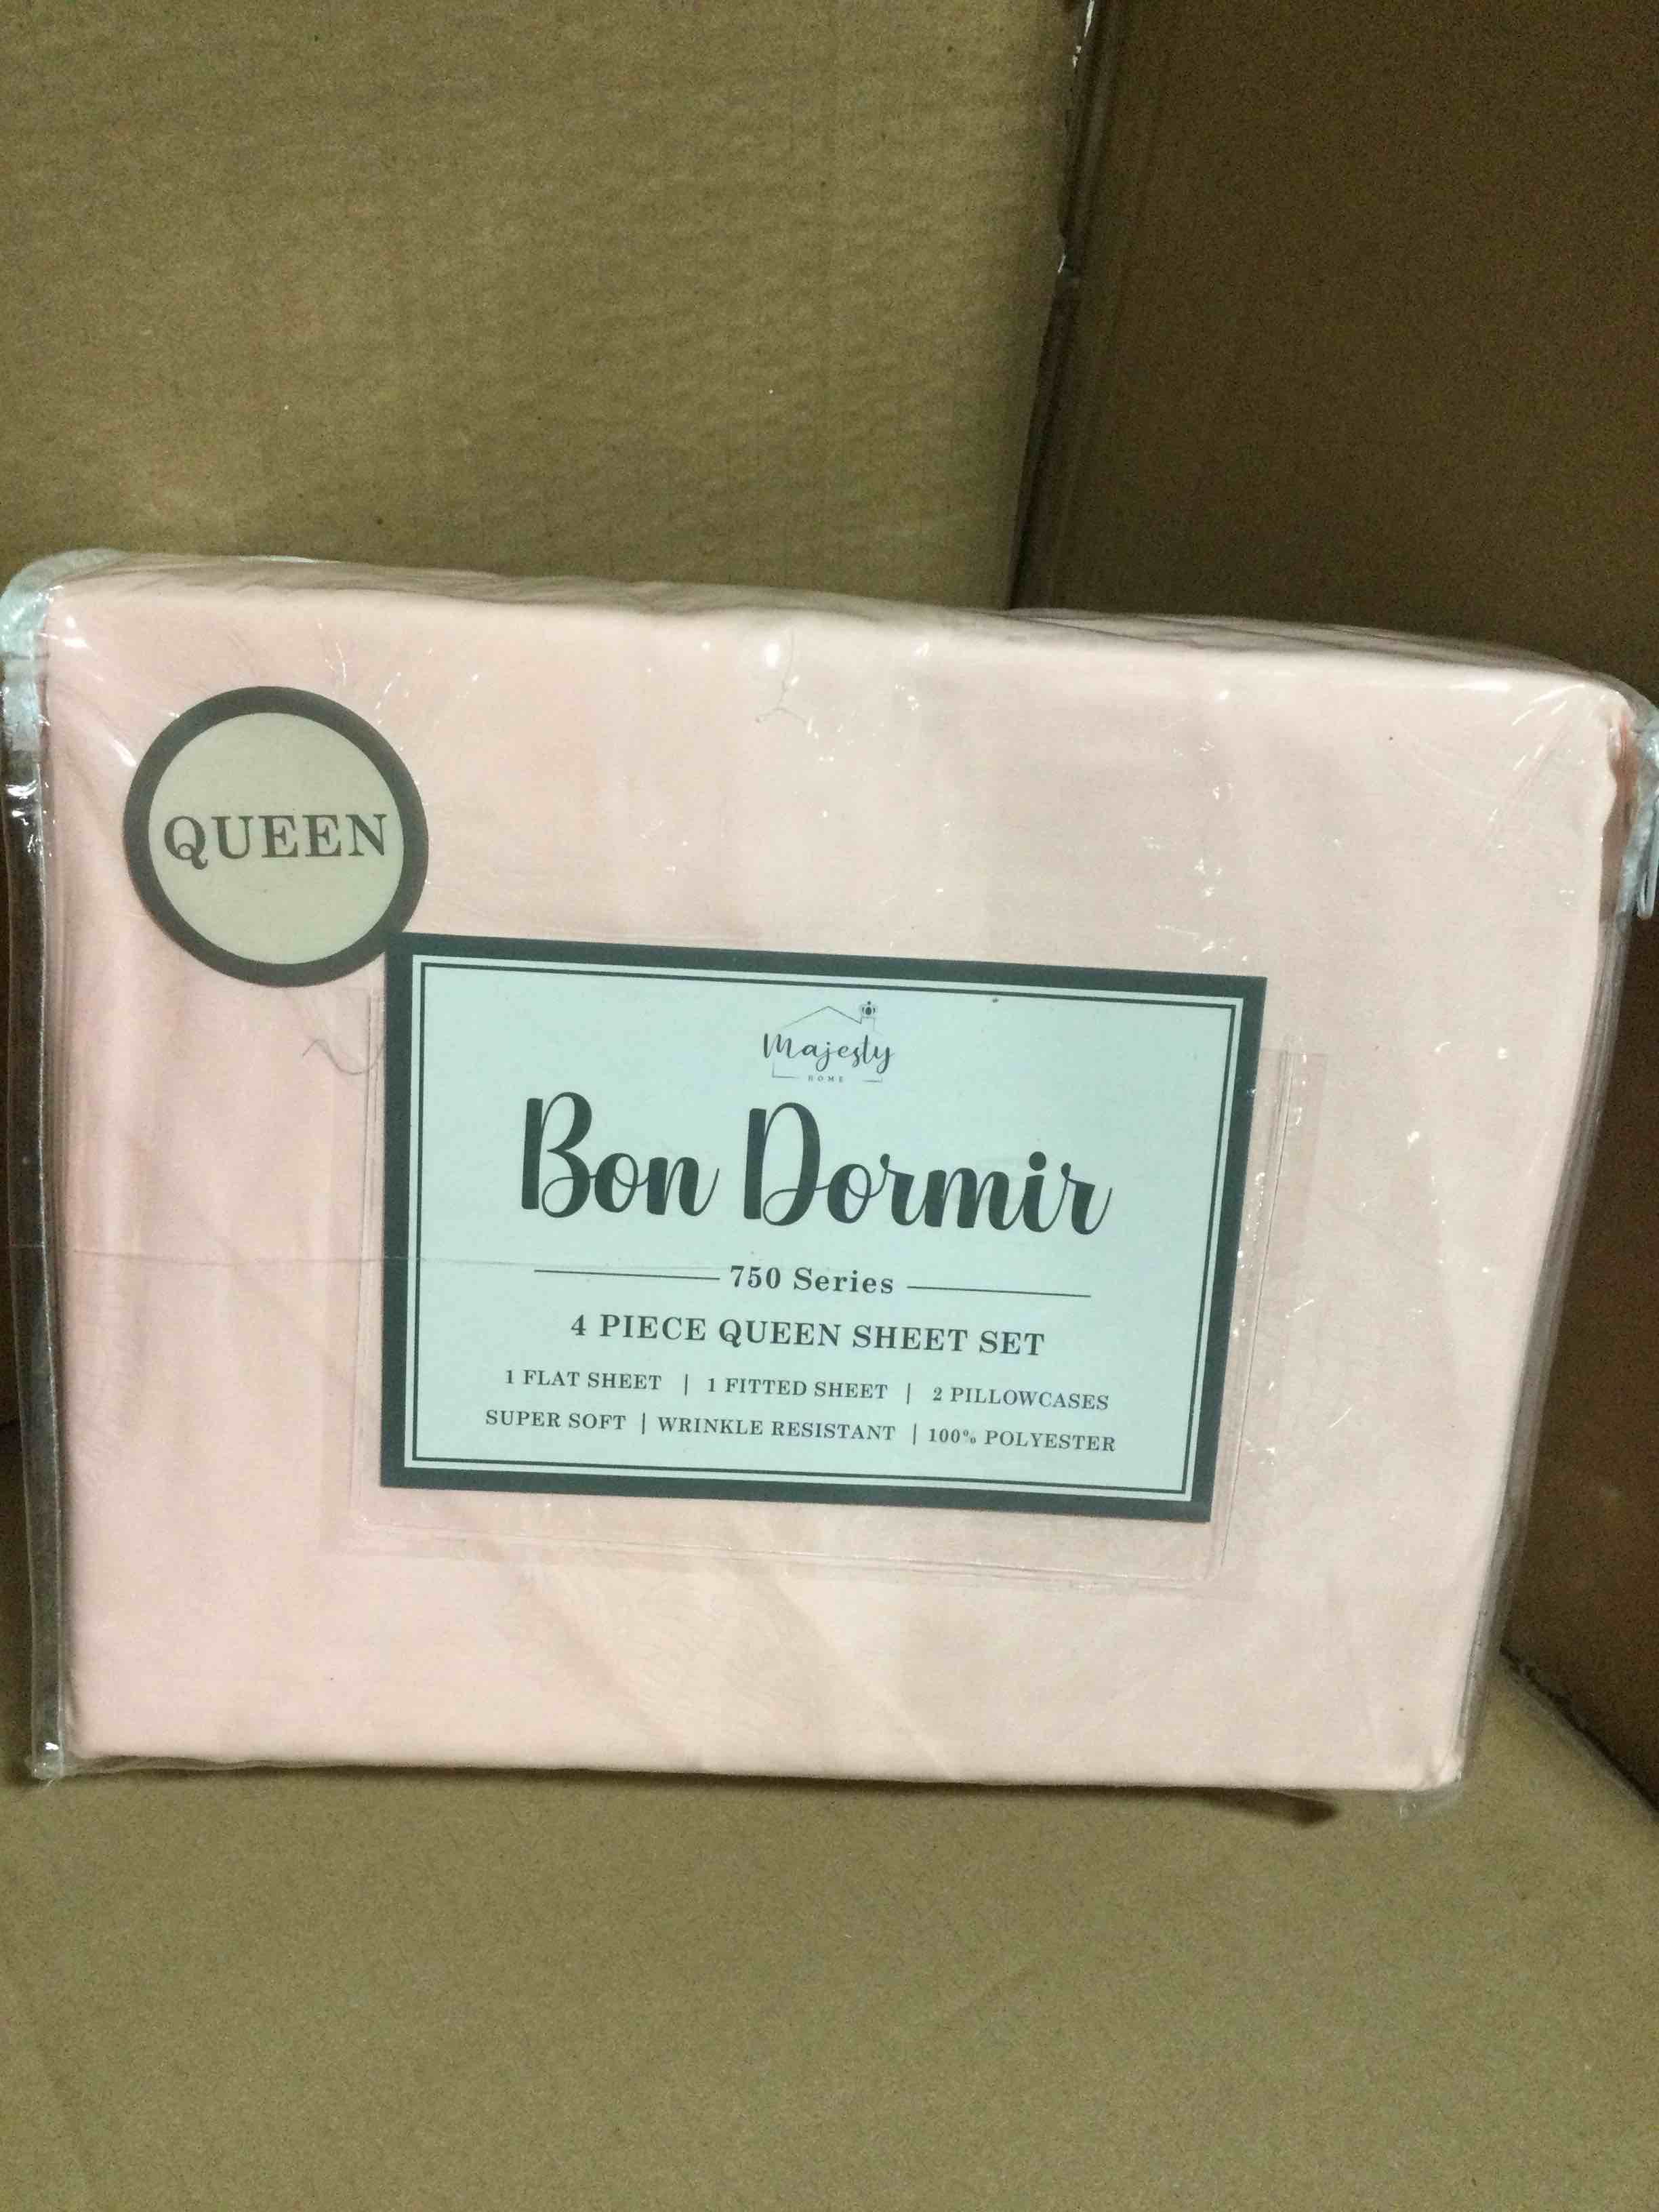 QUEEN
Majesty
HOME
Bon Dormir
750 Series
4 PIECE QUEEN SHEET SET
1 FLAT SHEET | 1 FITTED SHEET | 2 PILLOWCASES
SUPER SOFT | WRINKLE RESISTANT | 100% POLYESTER